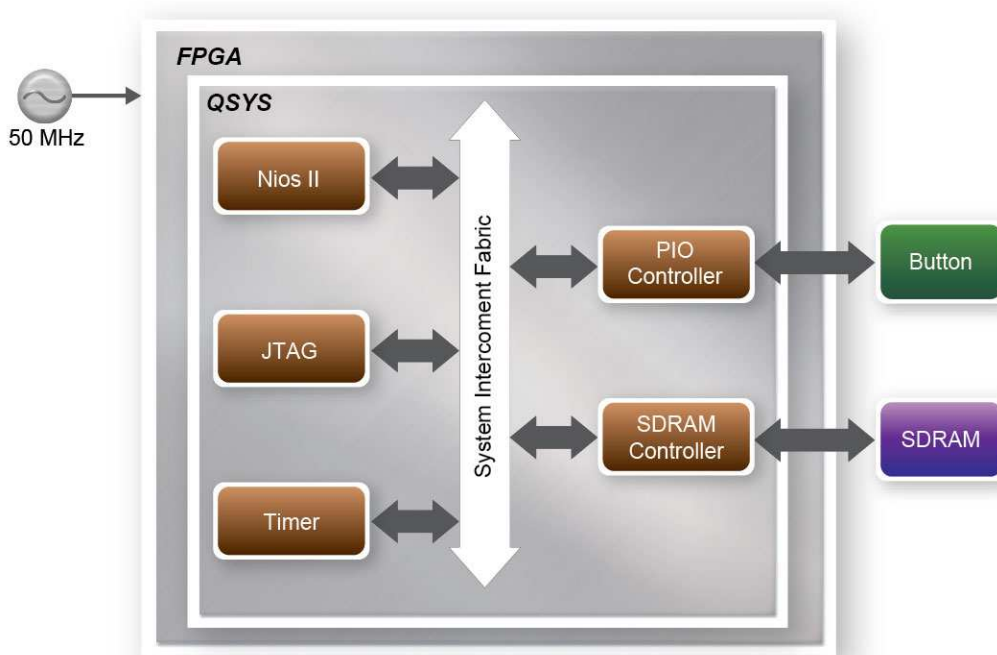 FPGA
QSYS
50 MHz
Nios II
JTAG
Timer
System Intercoment Fabric
PIO
Controller
SDRAM
Controller
Button
SDRAM